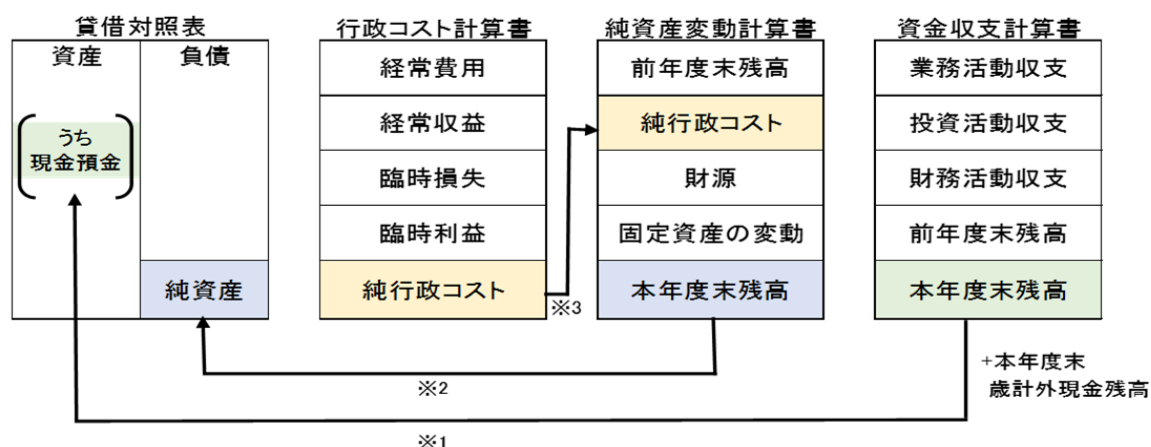 貸借対照表
資産
負債
うち
現金預金
純資産
行政コスト計算書
経常費用
経常収益
臨時損失
臨時利益
純行政コスト
※3
純資産変動計算書
前年度末残高
純行政コスト
財源
固定資産の変動
本年度末残高
資金収支計算書
業務活動収支
投資活動収支
財務活動収支
前年度末残高
本年度末残高
+本年度末
歳計外現金残高
※2
※1